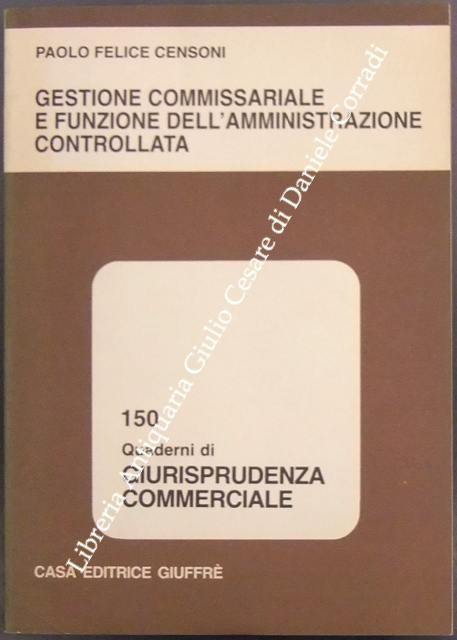 PAOLO FELICE CENSONI
GESTIONE COMMISSARIALE
E FUNZIONE DELL'AMMINISTRAZIONE
CONTROLLATA
150
Quaderni di
GIURISPRUDENZA
COMMERCIALE
CASA EDITRICE GIUFFRÈ
Libreria Antiquaria Giulio Cesare di Daniele Corradi